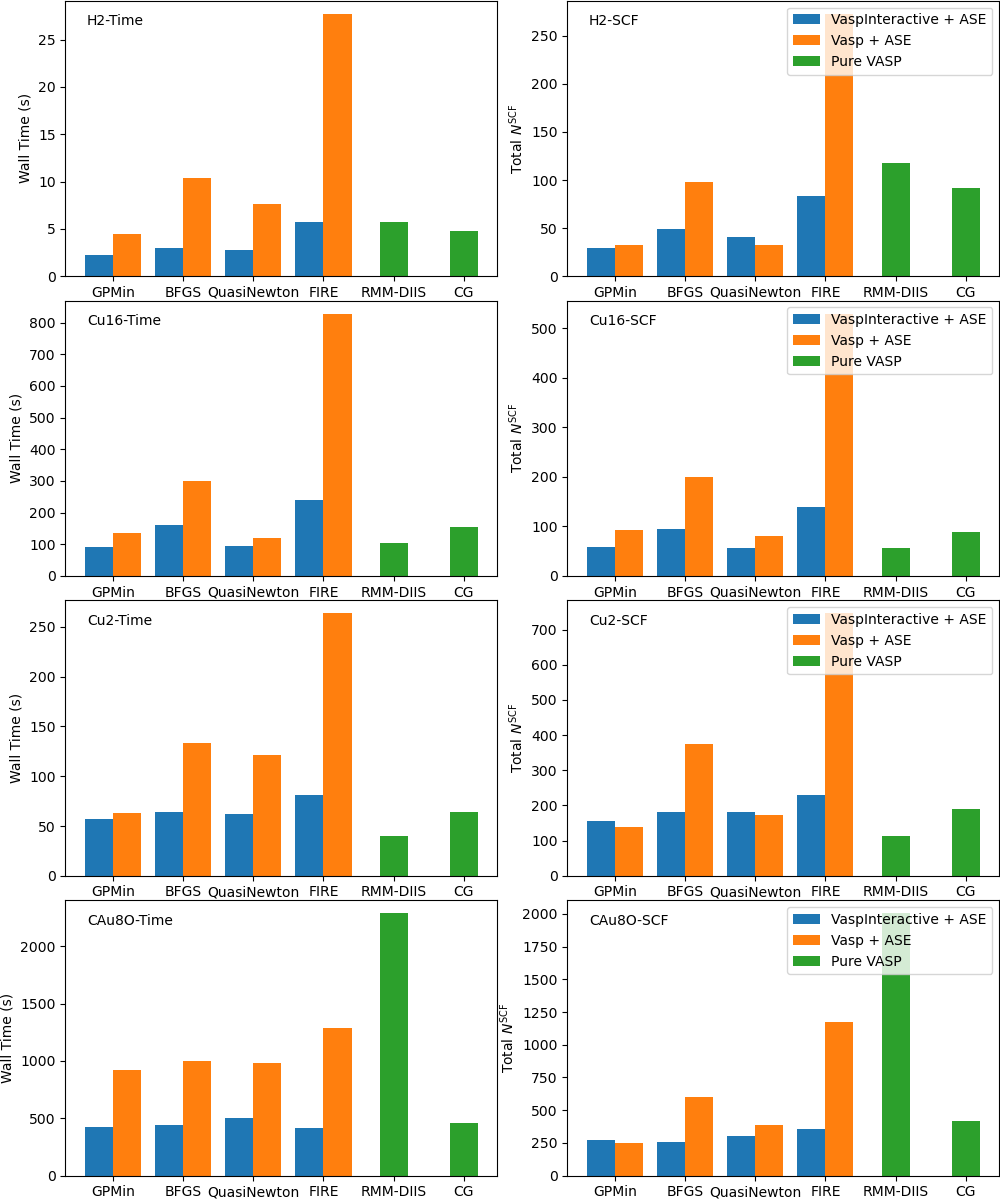 H2-Time
Wall Time (s)
25
20
15
10
5
0
GPMin BFGS QuasiNewton FIRE RMM-DIIS CG
H2-SCF
VaspInteractive + ASE
Vasp + ASE
Pure VASP
Total N^SCF
250
200
150
100
50
0
GPMin BFGS QuasiNewton FIRE RMM-DIIS CG
Cu16-Time
Wall Time (s)
800
700
600
500
400
300
200
100
0
GPMin BFGS QuasiNewton FIRE RMM-DIIS CG
Cu16-SCF
VaspInteractive + ASE
Vasp + ASE
Pure VASP
Total N^SCF
500
400
300
200
100
0
GPMin BFGS QuasiNewton FIRE RMM-DIIS CG
Cu2-Time
Wall Time (s)
250
200
150
100
50
0
GPMin BFGS QuasiNewton FIRE RMM-DIIS CG
Cu2-SCF
VaspInteractive + ASE
Vasp + ASE
Pure VASP
Total N^SCF
700
600
500
400
300
200
100
0
GPMin BFGS QuasiNewton FIRE RMM-DIIS CG
CAu8O-Time
Wall Time (s)
2000
1500
1000
500
0
GPMin BFGS QuasiNewton FIRE RMM-DIIS CG
CAu8O-SCF
VaspInteractive + ASE
Vasp + ASE
Pure VASP
Total N^SCF
2000
1750
1500
1250
1000
750
500
250
0
GPMin BFGS QuasiNewton FIRE RMM-DIIS CG